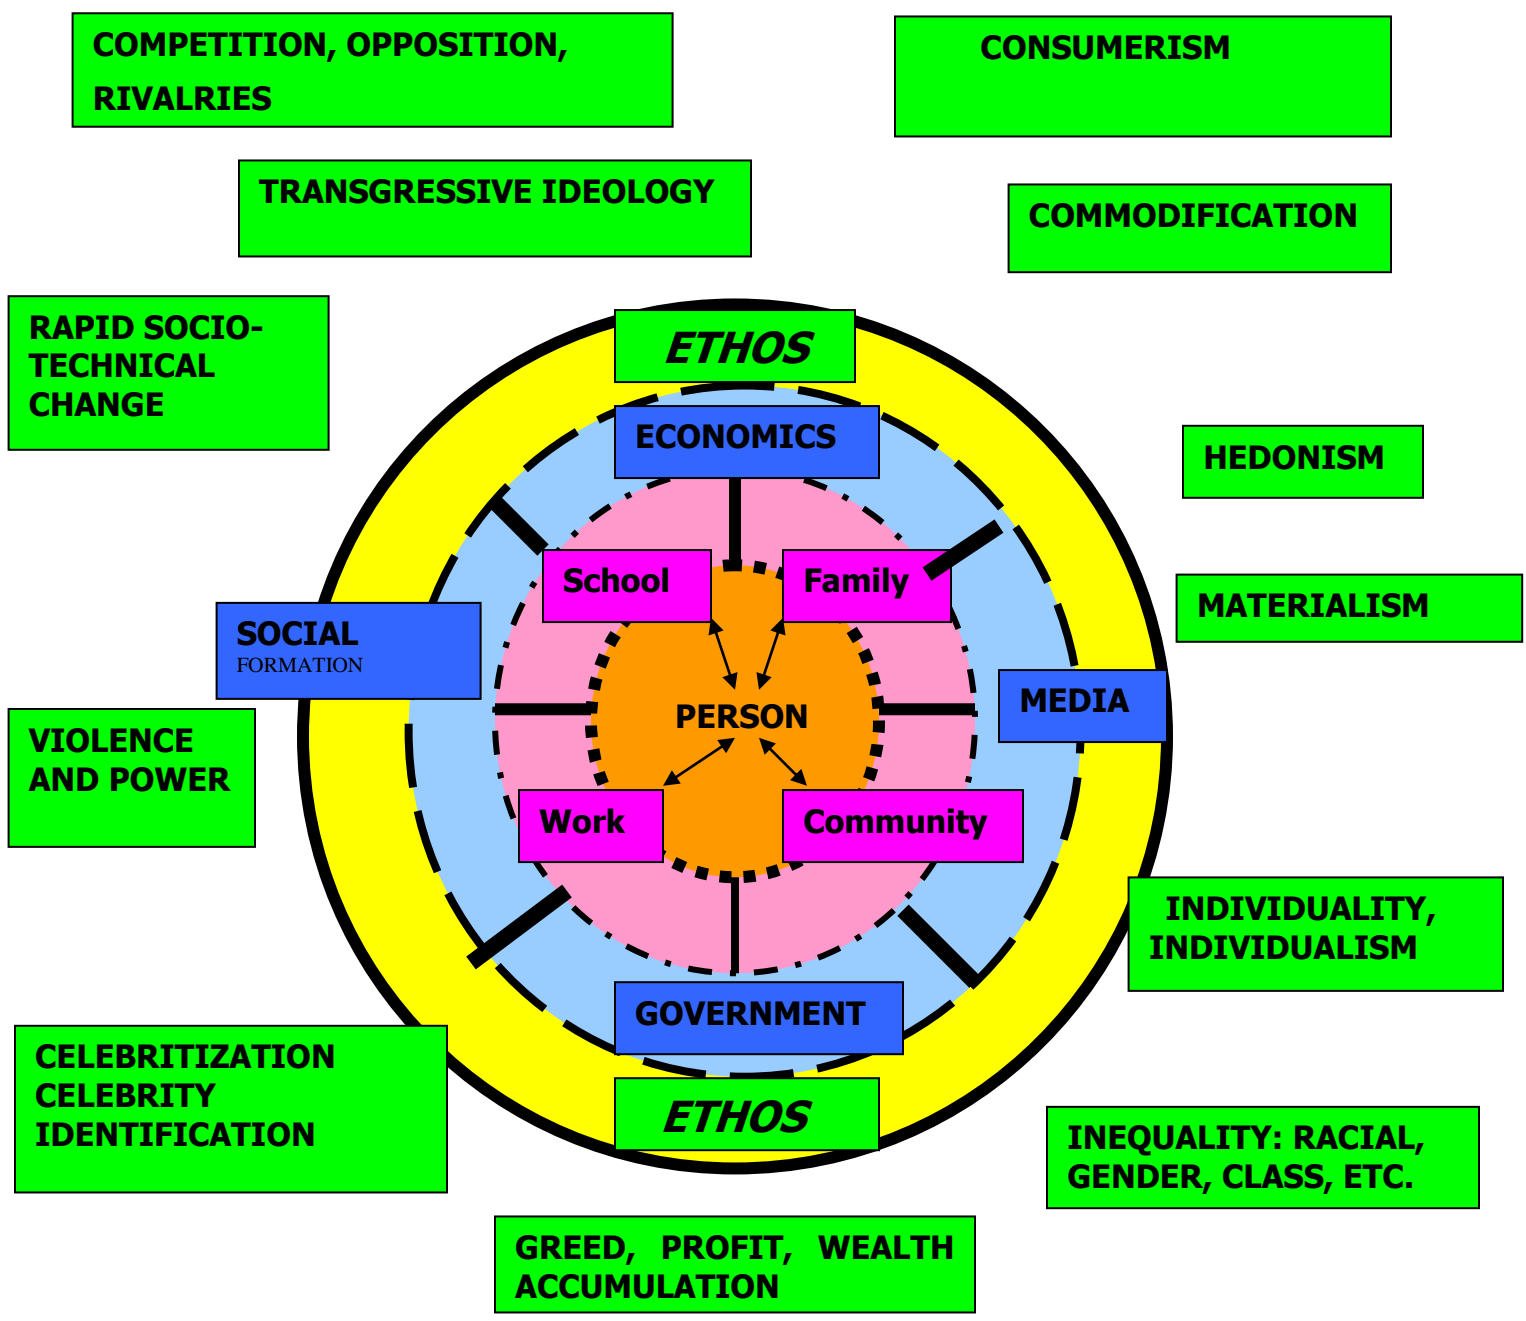 COMPETITION, OPPOSITION,
RIVALRIES
CONSUMERISM
TRANSGRESSIVE IDEOLOGY
COMMODIFICATION
RAPID SOCIO-
TECHNICAL
CHANGE
ETHOS
ECONOMICS
HEDONISM
School
Family
MATERIALISM
SOCIAL
FORMATION
MEDIA
PERSON
VIOLENCE
AND POWER
Work
Community
INDIVIDUALITY,
INDIVIDUALISM
GOVERNMENT
CELEBRITIZATION
CELEBRITY
IDENTIFICATION
ETHOS
INEQUALITY: RACIAL,
GENDER, CLASS, ETC.
GREED, PROFIT, WEALTH
ACCUMULATION